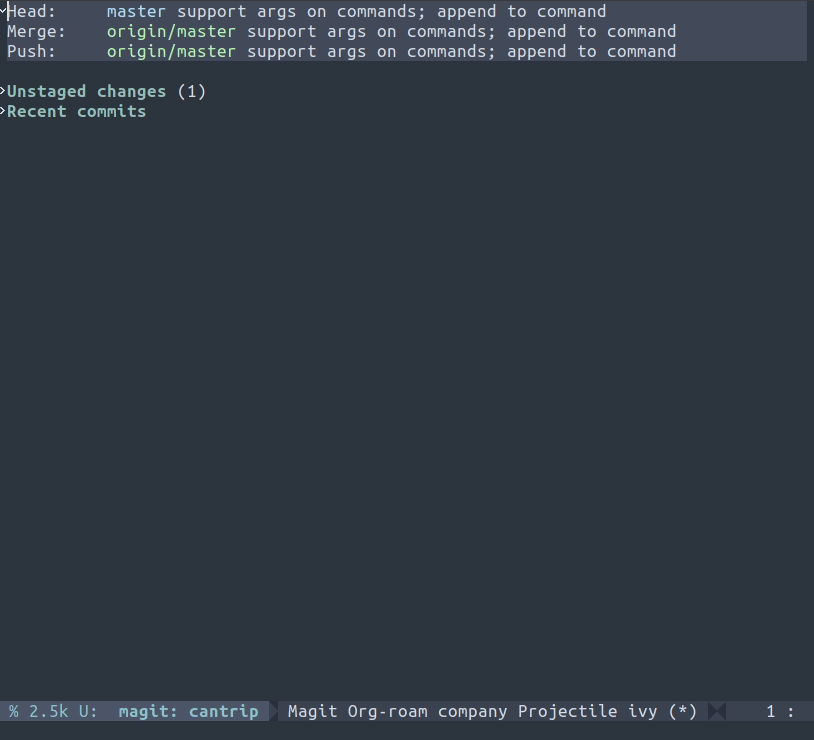 Head: master support args on commands; append to command
Merge: origin/master support args on commands; append to command
Push: origin/master support args on commands; append to command
>Unstaged changes (1)
>Recent commits
% 2.5k U: magit: cantrip Magit Org-roam company Projectile ivy (*) 1 :